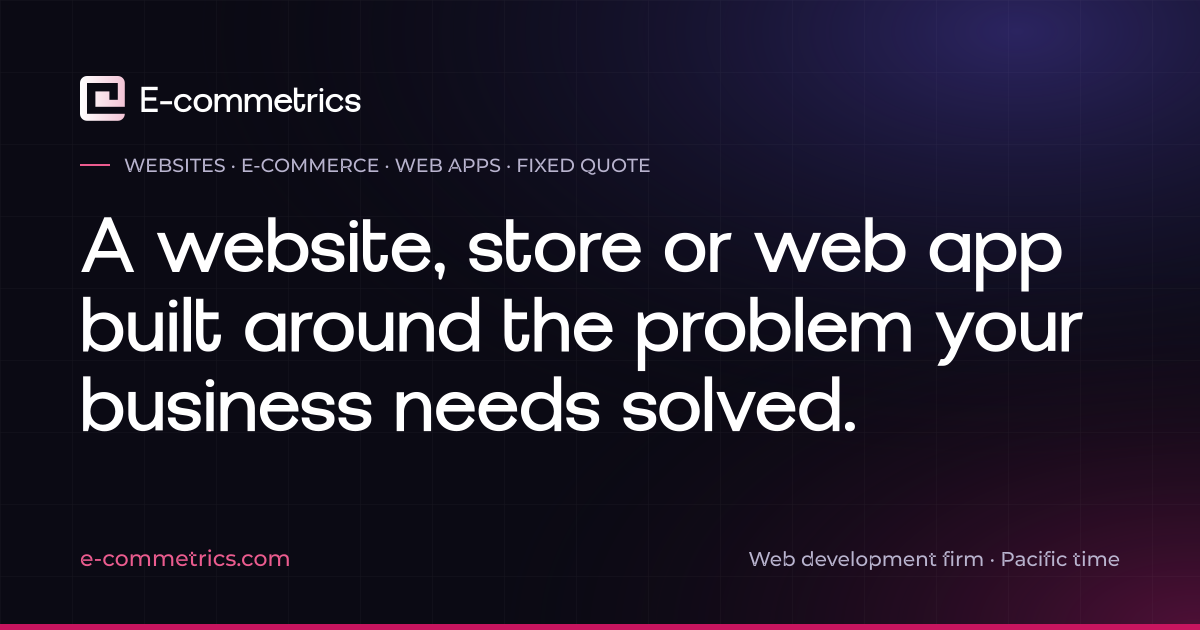 E-commetrics
WEBSITES · E-COMMERCE · WEB APPS · FIXED QUOTE
A website, store or web app
built around the problem your
business needs solved.
e-commetrics.com
Web development firm · Pacific time